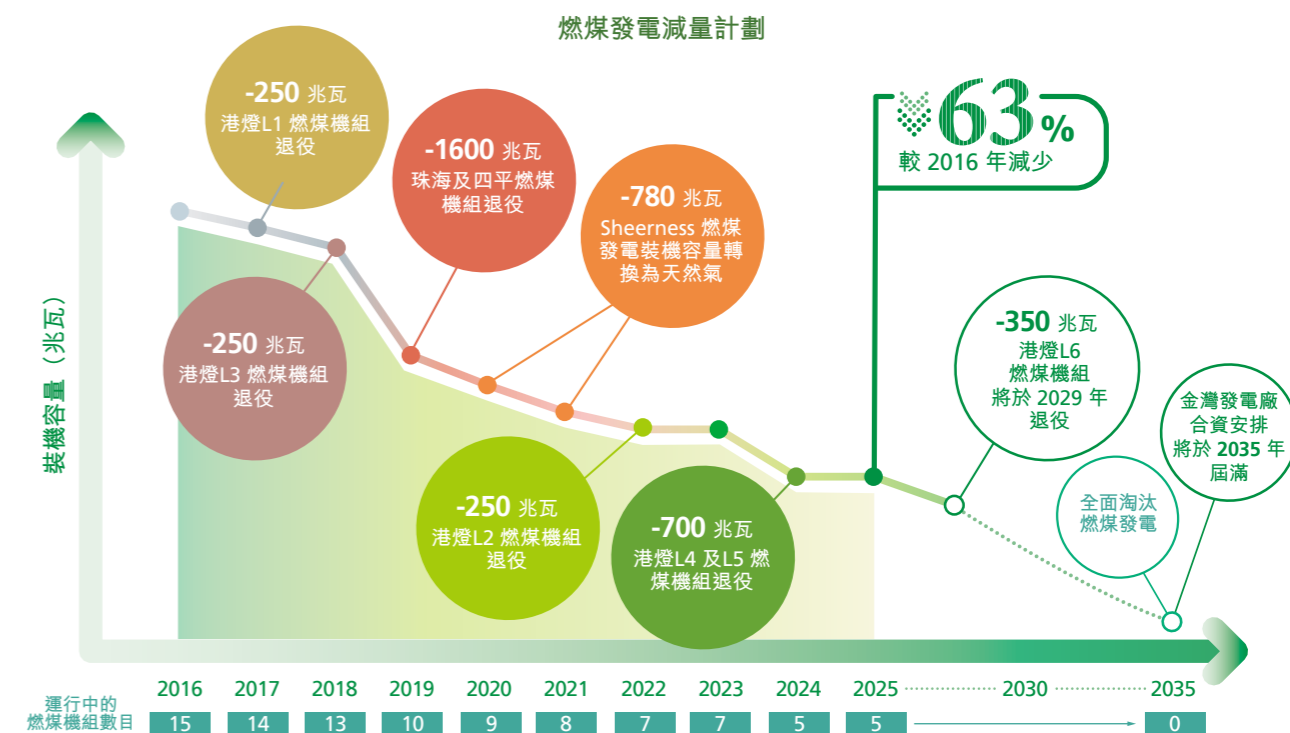 燃煤發電減量計劃
-250 兆瓦
港燈L1 燃煤機組
退役
-1600 兆瓦
珠海及四平燃煤
機組退役
-780 兆瓦
Sheerness 燃煤
發電裝機容量轉
換為天然氣
63%
較 2016 年減少
-250 兆瓦
港燈L3 燃煤機組
退役
-250 兆瓦
港燈L2 燃煤機組
退役
-700 兆瓦
港燈L4 及L5 燃
煤機組退役
-350 兆瓦
港燈L6
燃煤機組
將於 2029 年
退役
金灣發電廠
合資安排
將於 2035 年
屆滿
全面淘汰
燃煤發電
裝機容量（兆瓦）
2016 2017 2018 2019 2020 2021 2022 2023 2024 2025 2030 2035
運行中的
燃煤機組數目
15 14 13 10 9 8 7 7 5 5 0